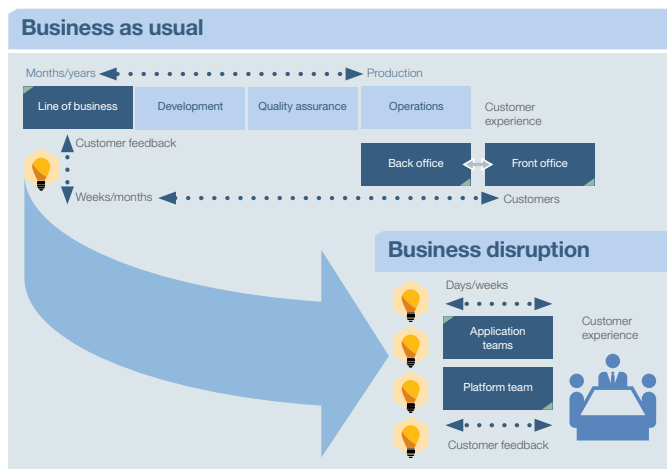 Business as usual
Months/years
Production
Line of business
Development
Quality assurance
Operations
Customer
experience
Customer feedback
Back office
Front office
Weeks/months
Customers
Business disruption
Days/weeks
Application
teams
Customer
experience
Platform team
Customer feedback